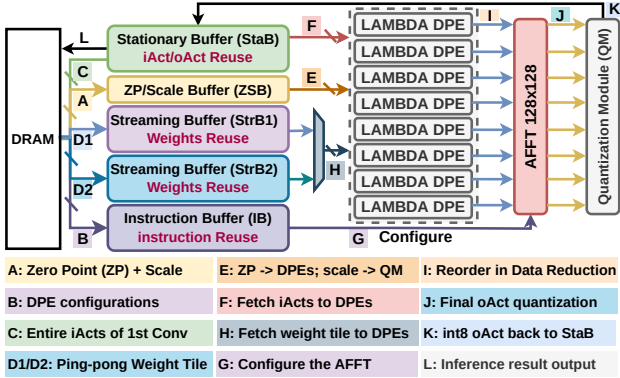 K
L
Stationary Buffer (StaB)
iAct/oAct Reuse
F
LAMBDA DPE
I
J
C
A
ZP/Scale Buffer (ZSB)
E
LAMBDA DPE
LAMBDA DPE
DRAM
D1
Streaming Buffer (StrB1)
Weights Reuse
LAMBDA DPE
LAMBDA DPE
AFFT 128x128
Quantization Module (QM)
D2
Streaming Buffer (StrB2)
Weights Reuse
H
LAMBDA DPE
LAMBDA DPE
B
Instruction Buffer (IB)
instruction Reuse
LAMBDA DPE
G
Configure
A: Zero Point (ZP) + Scale
E: ZP -> DPEs; scale -> QM
I: Reorder in Data Reduction
B: DPE configurations
F: Fetch iActs to DPEs
J: Final oAct quantization
C: Entire iActs of 1st Conv
H: Fetch weight tile to DPEs
K: int8 oAct back to StaB
D1/D2: Ping-pong Weight Tile
G: Configure the AFFT
L: Inference result output